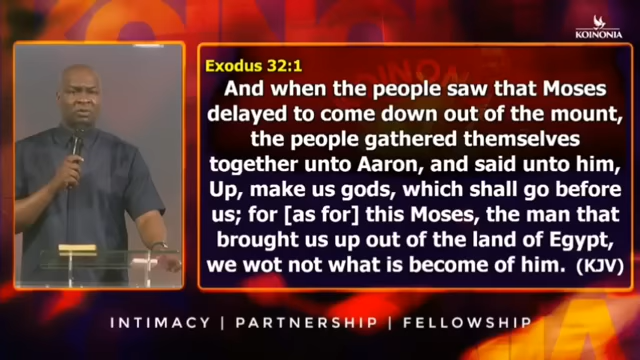 KOINONIA
Exodus 32:1
And when the people saw that Moses
delayed to come down out of the mount,
the people gathered themselves
together unto Aaron, and said unto him,
Up, make us gods, which shall go before
us; for [as for] this Moses, the man that
brought us up out of the land of Egypt,
we wot not what is become of him. (KJV)
INTIMACY | PARTNERSHIP | FELLOWSHIP